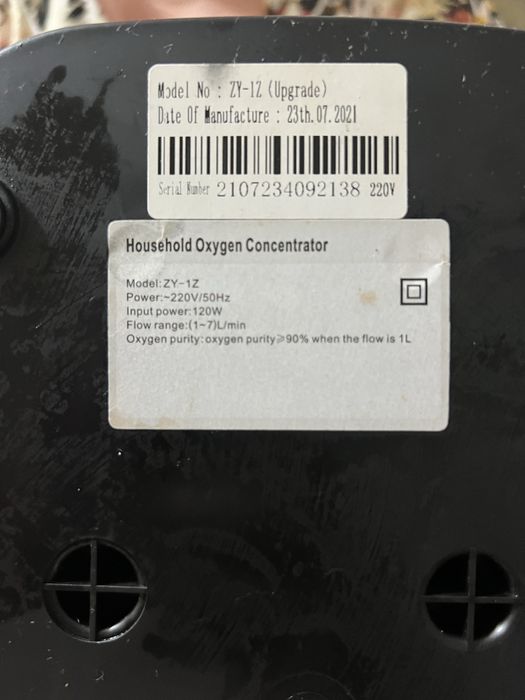 Model No : ZY-1Z (Upgrade)
Date Of Manufacture : 23th.07.2021
Serial Number 2107234092138 220V
Household Oxygen Concentrator
Model:ZY-1Z
Power:~220V/50Hz
Input power:120W
Flow range:(1~7)L/min
Oxygen purity:oxygen purity≥90% when the flow is 1L